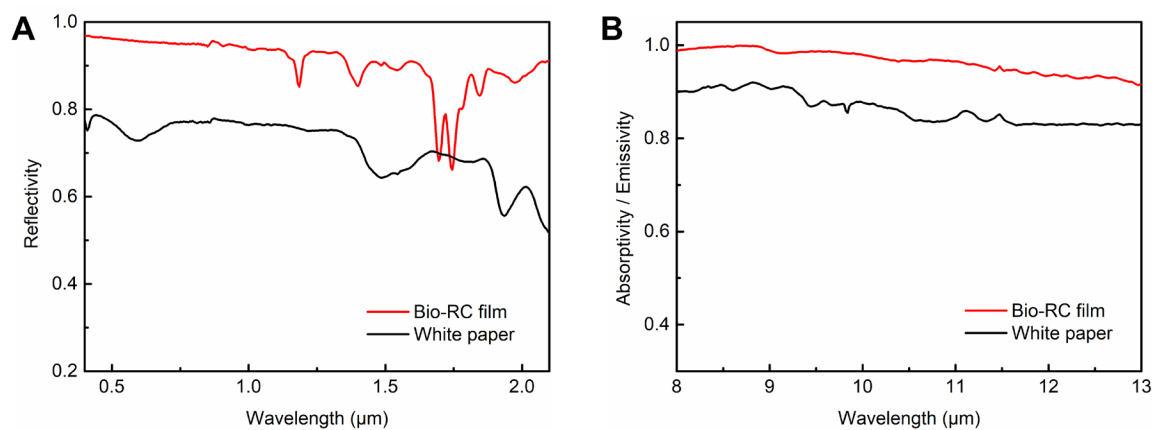 A
1.0
0.8
0.6
0.4
0.2
Reflectivity
Bio-RC film
White paper
0.5 1.0 1.5 2.0
Wavelength (μm)
B
1.0
0.8
0.6
0.4
Absorptivity / Emissivity
Bio-RC film
White paper
8 9 10 11 12 13
Wavelength (μm)